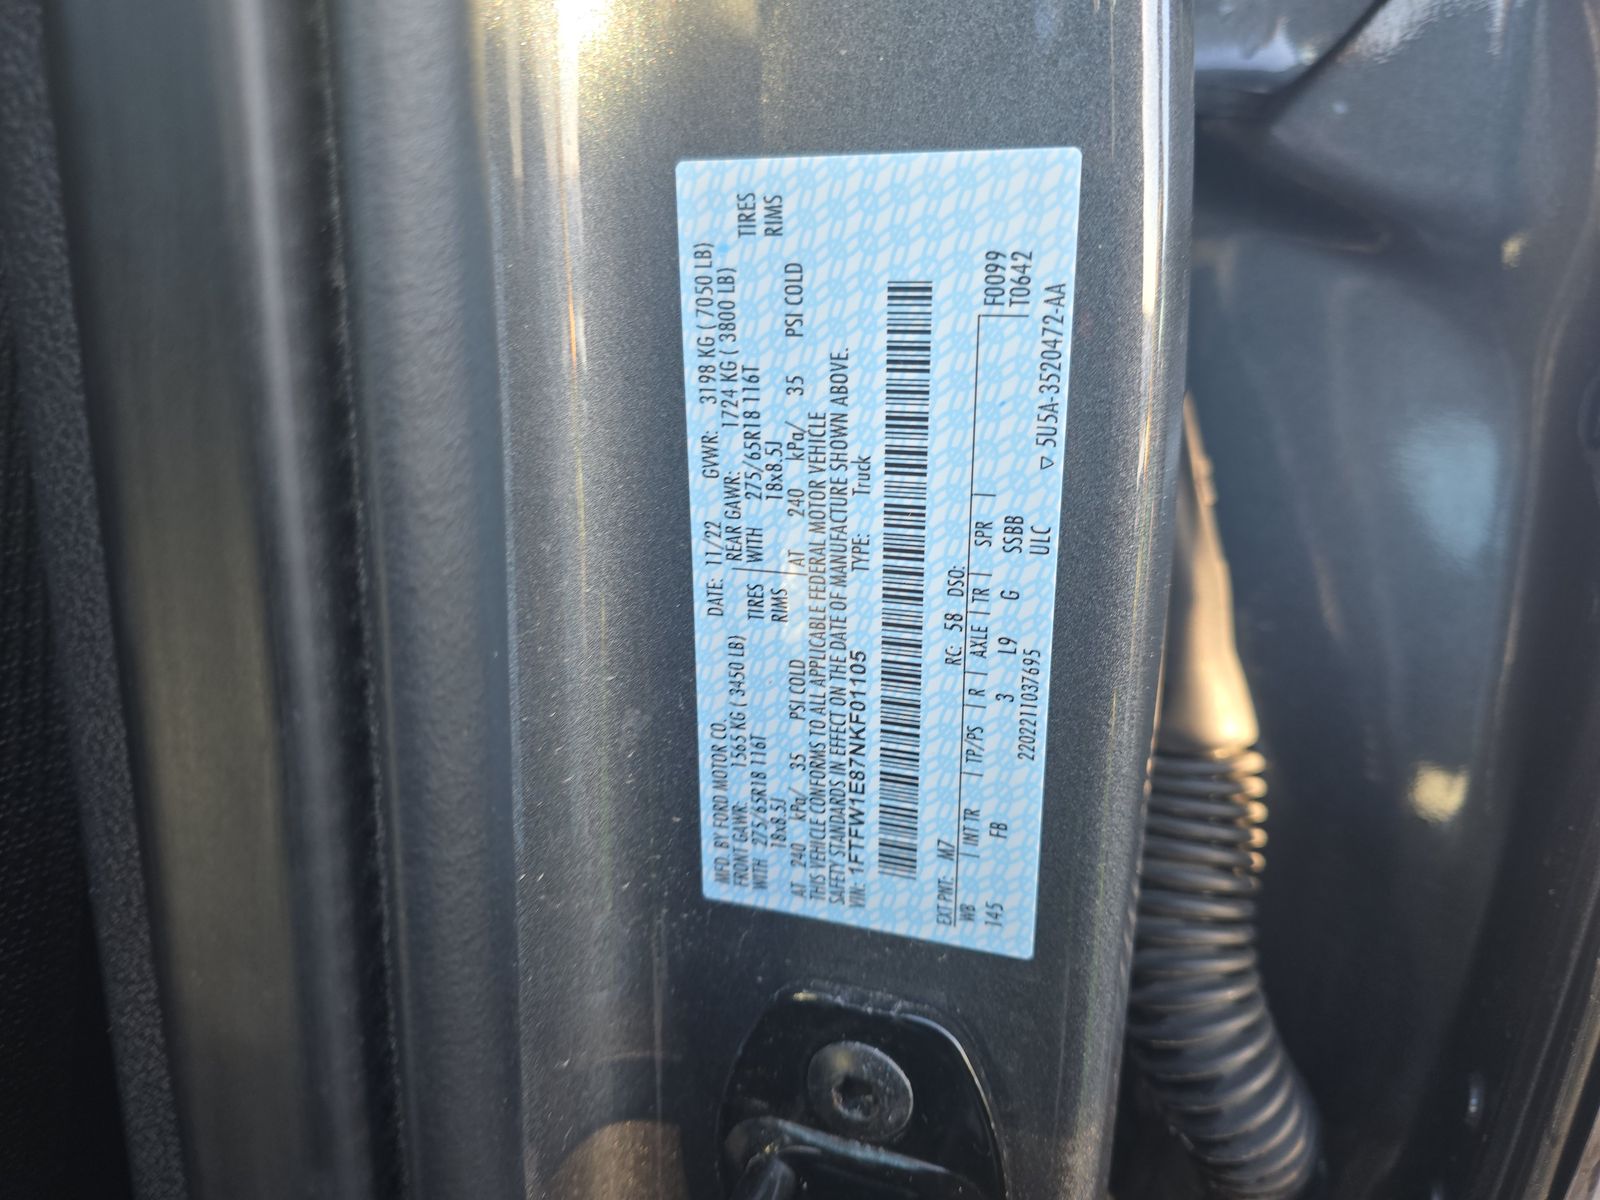 MFD. BY FORD MOTOR CO. DATE: 11/22 GVWR: 3198 KG ( 7050 LB)
FRONT GAWR: 1565 KG ( 3450 LB) REAR GAWR: 1724 KG ( 3800 LB)
WITH 275/65R18 116T TIRES WITH 275/65R18 116T TIRES
18x8.5J RIMS 18x8.5J RIMS
AT 240 kPa/ 35 PSI COLD AT 240 kPa/ 35 PSI COLD
THIS VEHICLE CONFORMS TO ALL APPLICABLE FEDERAL MOTOR VEHICLE
SAFETY STANDARDS IN EFFECT ON THE DATE OF MANUFACTURE SHOWN ABOVE.
VIN: 1FTFW1E87NKF01105 TYPE: Truck
EXT PNT: M7 RC: 58 DSO:
WB INT TR TP/PS R AXLE TR SPR F0099
145 FB 3 L9 G SSBB T0642
220221103​7695 ULC
▽ 5U5A-3520472-AA